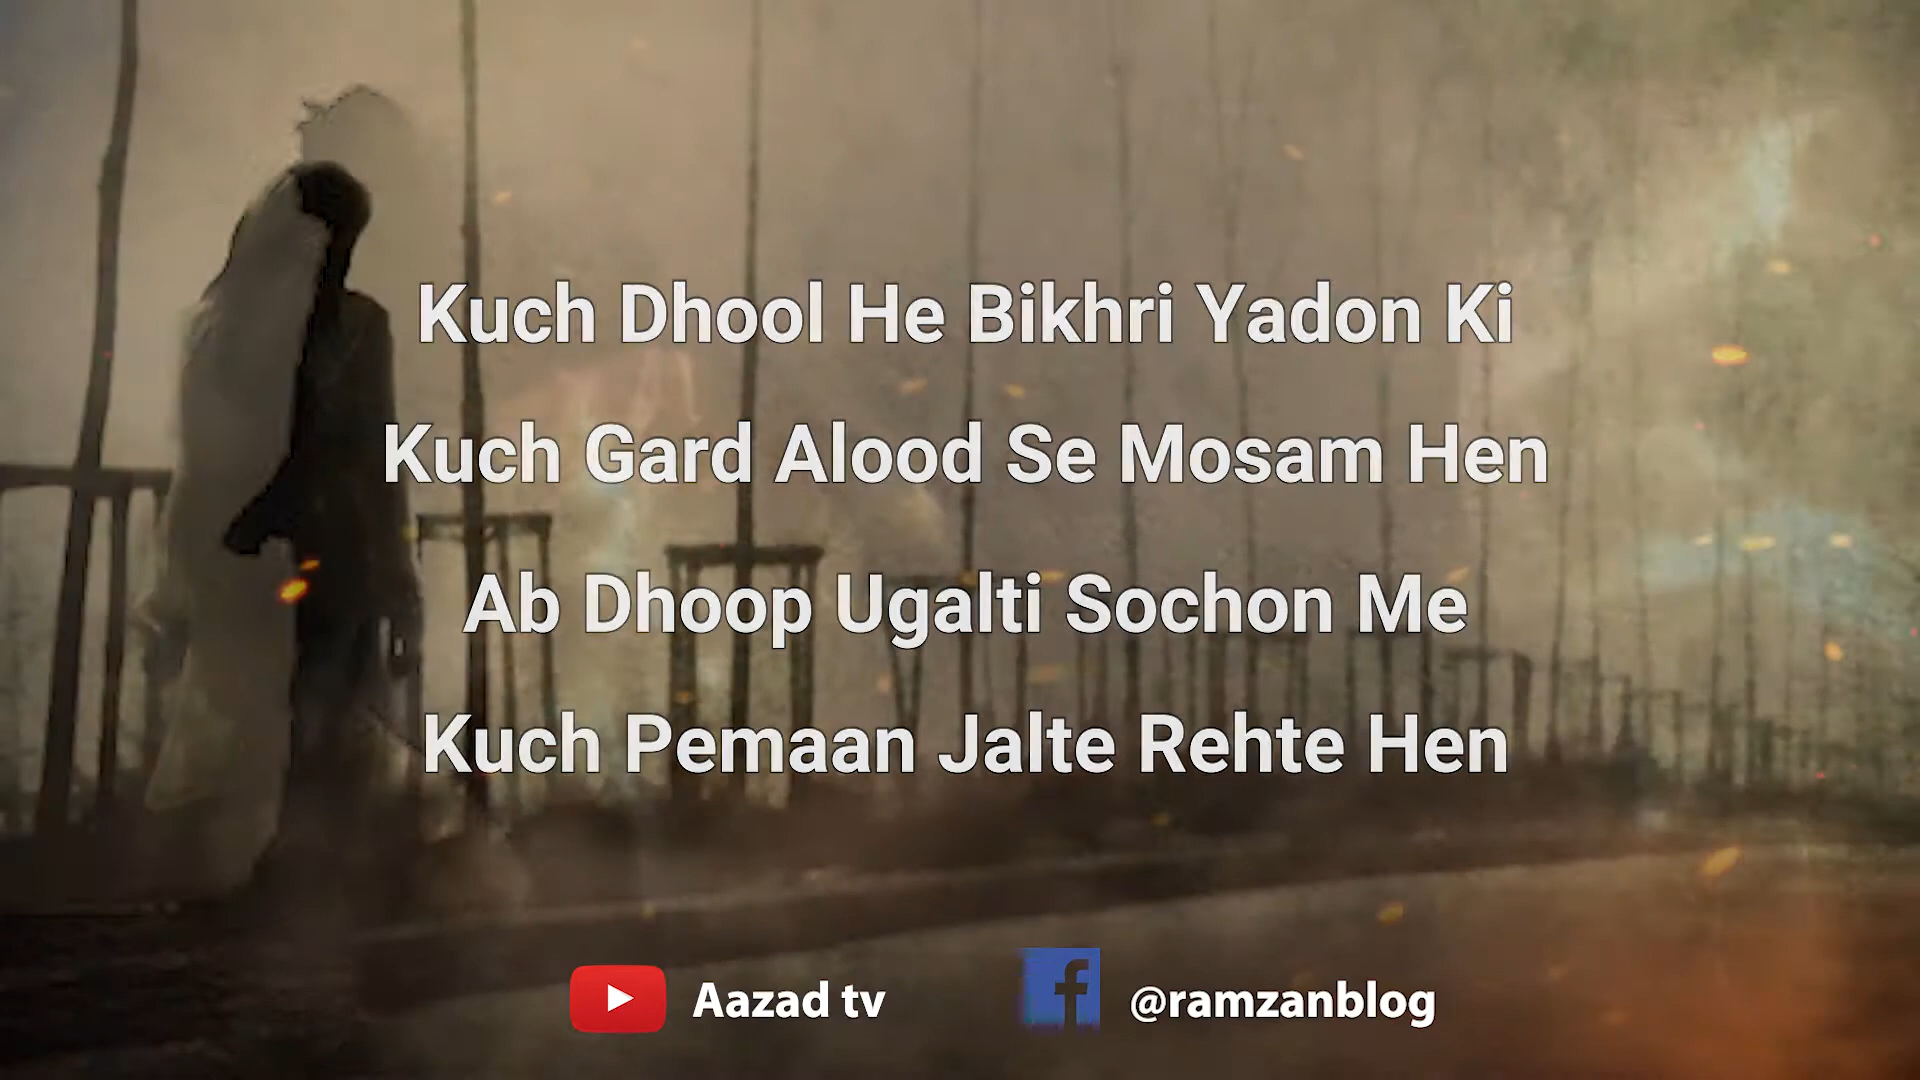 Kuch Dhool He Bikhri Yadon Ki
Kuch Gard Alood Se Mosam Hen
Ab Dhoop Ugalti Sochon Me
Kuch Pemaan Jalte Rehte Hen
Aazad tv
@ramzanblog